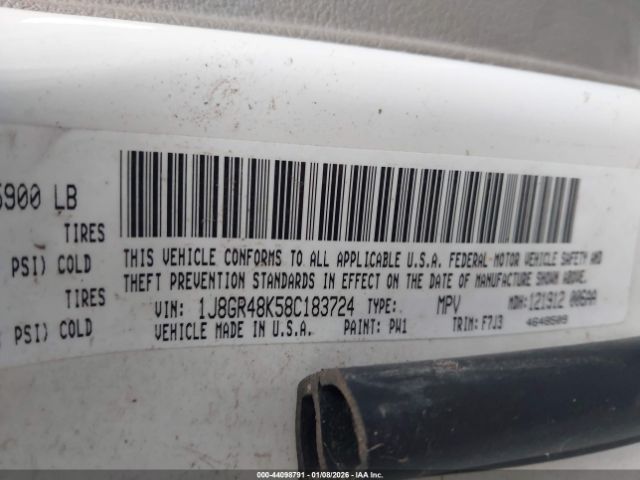 5900 LB
TIRES
PSI) COLD
TIRES
PSI) COLD
THIS VEHICLE CONFORMS TO ALL APPLICABLE U.S.A. FEDERAL MOTOR VEHICLE SAFETY AND
THEFT PREVENTION STANDARDS IN EFFECT ON THE DATE OF MANUFACTURE SHOWN ABOVE.
VIN: 1J8GR48K58C183724 TYPE: MPV MDH: 121912 006AA
VEHICLE MADE IN U.S.A. PAINT: PW1 TRIM: F7J3 4648509
000-44098791 - 01/08/2026 - IAA Inc.